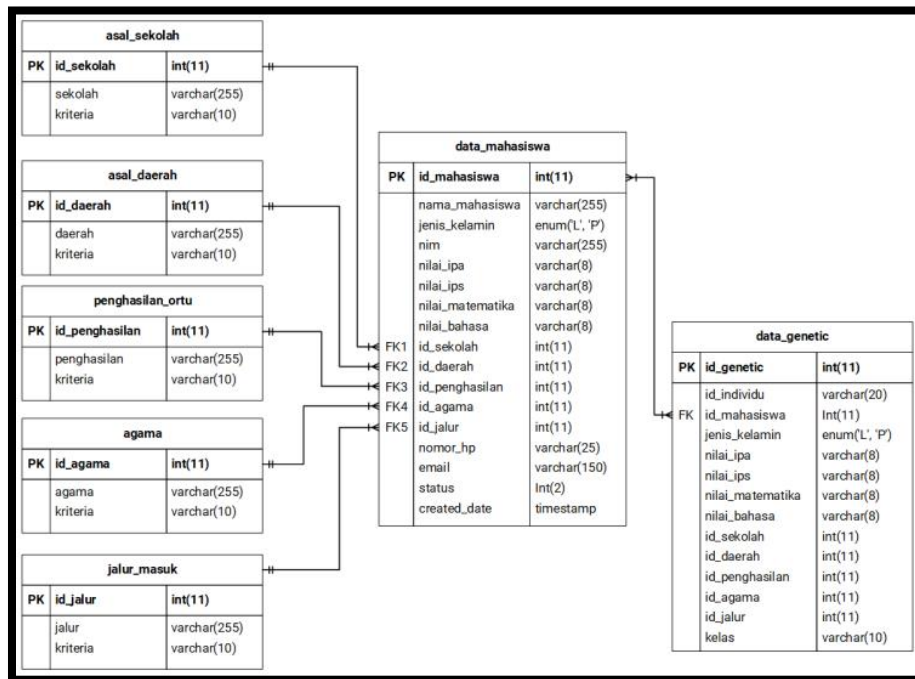 asal_sekolah
PK id_sekolah int(11)
sekolah varchar(255)
kriteria varchar(10)
asal_daerah
PK id_daerah int(11)
daerah varchar(255)
kriteria varchar(10)
penghasilan_ortu
PK id_penghasilan int(11)
penghasilan varchar(255)
kriteria varchar(10)
agama
PK id_agama int(11)
agama varchar(255)
kriteria varchar(10)
jalur_masuk
PK id_jalur int(11)
jalur varchar(255)
kriteria varchar(10)
data_mahasiswa
PK id_mahasiswa int(11)
nama_mahasiswa varchar(255)
jenis_kelamin enum('L', 'P')
nim varchar(255)
nilai_ipa varchar(8)
nilai_ips varchar(8)
nilai_matematika varchar(8)
nilai_bahasa varchar(8)
FK1 id_sekolah int(11)
FK2 id_daerah int(11)
FK3 id_penghasilan int(11)
FK4 id_agama int(11)
FK5 id_jalur int(11)
nomor_hp varchar(25)
email varchar(150)
status Int(2)
created_date timestamp
data_genetic
PK id_genetic int(11)
id_individu varchar(20)
FK id_mahasiswa Int(11)
jenis_kelamin enum('L', 'P')
nilai_ipa varchar(8)
nilai_ips varchar(8)
nilai_matematika varchar(8)
nilai_bahasa varchar(8)
id_sekolah int(11)
id_daerah int(11)
id_penghasilan int(11)
id_agama int(11)
id_jalur int(11)
kelas varchar(10)